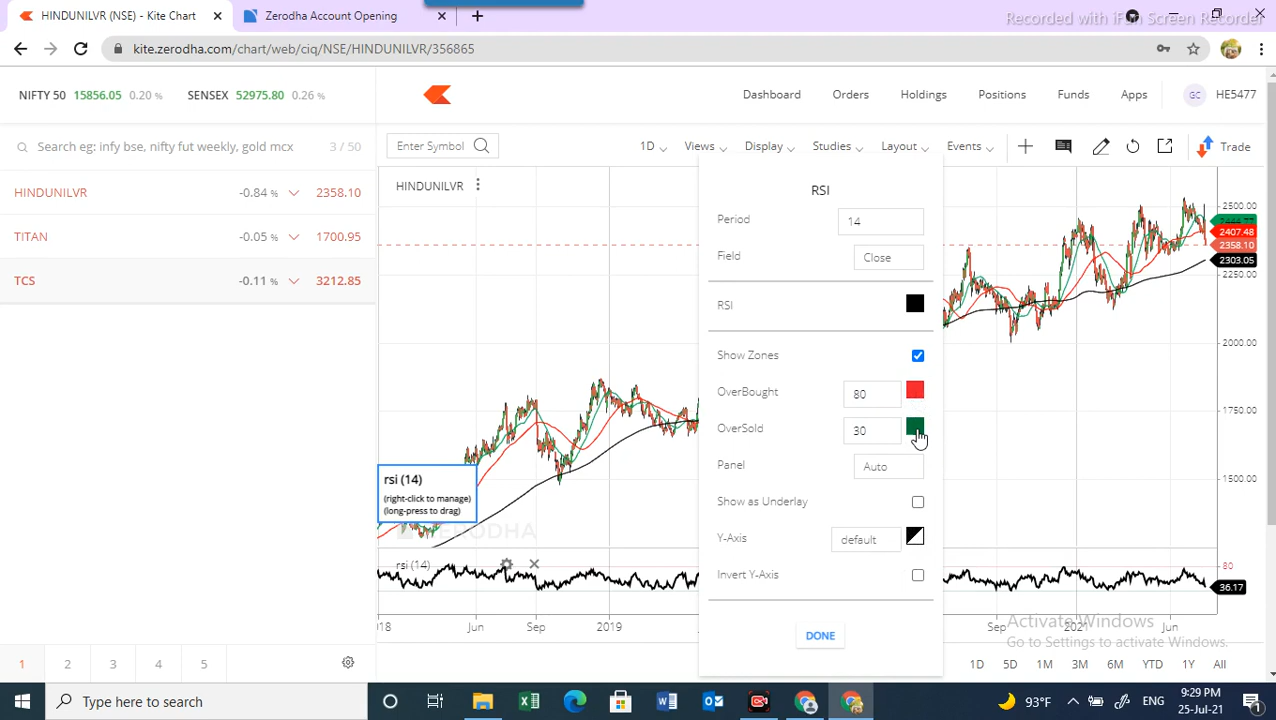 HINDUNILVR (NSE) - Kite Chart
Zerodha Account Opening
Recorded with iFun Screen Recorder
kite.zerodha.com/chart/web/ciq/NSE/HINDUNILVR/356865
NIFTY 50 15856.05 0.20 %
SENSEX 52975.80 0.26 %
Dashboard
Orders
Holdings
Positions
Funds
Apps
GC
HE5477
Search eg: infy bse, nifty fut weekly, gold mcx
3 / 50
Enter Symbol
1D
Views
Display
Studies
Layout
Events
Trade
HINDUNILVR -0.84 % 2358.10
TITAN -0.05 % 1700.95
TCS -0.11 % 3212.85
HINDUNILVR
RSI
Period 14
Field Close
RSI
Show Zones
OverBought 80
OverSold 30
Panel Auto
Show as Underlay
Y-Axis default
Invert Y-Axis
DONE
2500.00
2407.48
2358.10
2303.05
2250.00
2000.00
1750.00
1500.00
rsi (14)
(right-click to manage)
(long-press to drag)
ZERODHA
rsi (14)
80
36.17
018
Jun
Sep
2019
Sep
2021
Jun
Activate Windows
Go to Settings to activate Windows.
1D
5D
1M
3M
6M
YTD
1Y
All
1
2
3
4
5
Type here to search
93°F
ENG
9:29 PM
25-Jul-21
1